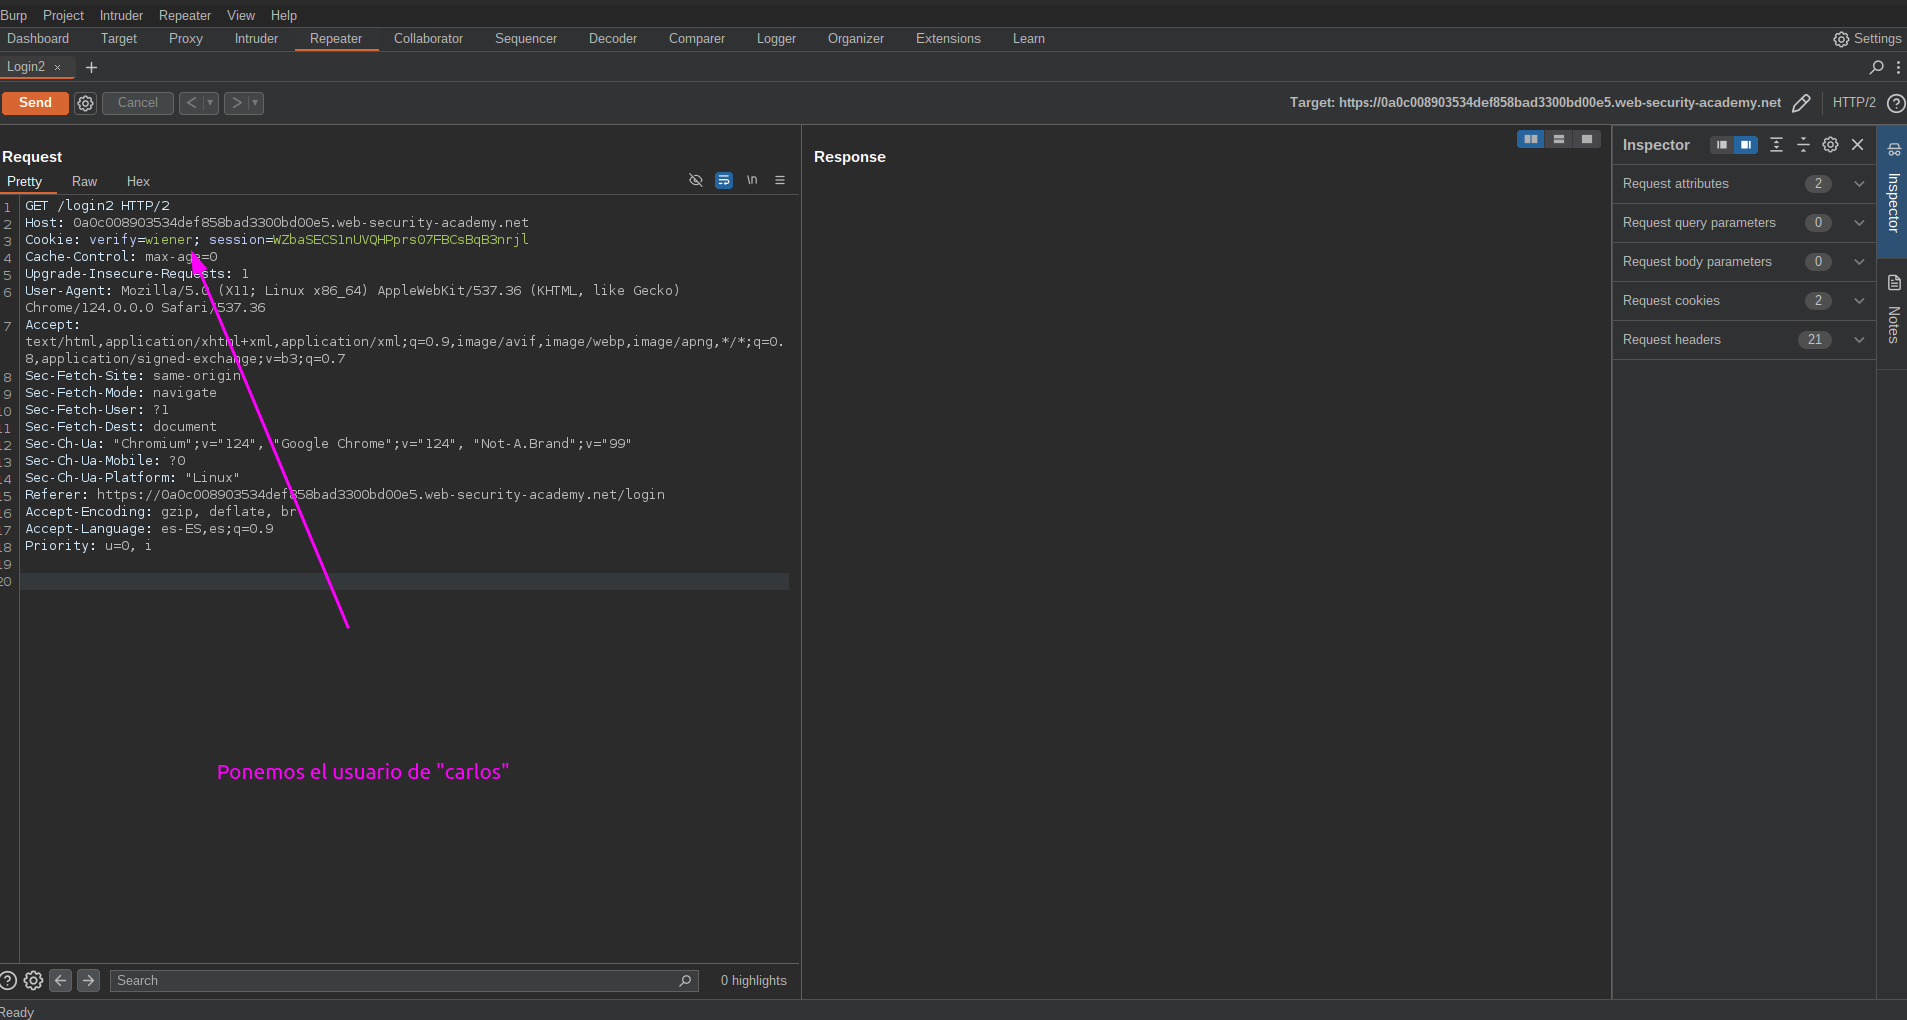 Burp Project Intruder Repeater View Help
Dashboard Target Proxy Intruder Repeater Collaborator Sequencer Decoder Comparer Logger Organizer Extensions Learn Settings
Login2 × +
Send Cancel < >
Target: https://0a0c008903534def858bad3300bd00e5.web-security-academy.net HTTP/2
Request
Pretty Raw Hex \n
1 GET /login2 HTTP/2
2 Host: 0a0c008903534def858bad3300bd00e5.web-security-academy.net
3 Cookie: verify=wiener; session=WZbaSECS1nUVQHPprsO7FBCsBqB3nrjl
4 Cache-Control: max-age=0
5 Upgrade-Insecure-Requests: 1
6 User-Agent: Mozilla/5.0 (X11; Linux x86_64) AppleWebKit/537.36 (KHTML, like Gecko)
Chrome/124.0.0.0 Safari/537.36
7 Accept:
text/html,application/xhtml+xml,application/xml;q=0.9,image/avif,image/webp,image/apng,*/*;q=0.
8,application/signed-exchange;v=b3;q=0.7
8 Sec-Fetch-Site: same-origin
9 Sec-Fetch-Mode: navigate
10 Sec-Fetch-User: ?1
11 Sec-Fetch-Dest: document
12 Sec-Ch-Ua: "Chromium";v="124", "Google Chrome";v="124", "Not-A.Brand";v="99"
13 Sec-Ch-Ua-Mobile: ?0
14 Sec-Ch-Ua-Platform: "Linux"
15 Referer: https://0a0c008903534def858bad3300bd00e5.web-security-academy.net/login
16 Accept-Encoding: gzip, deflate, br
17 Accept-Language: es-ES,es;q=0.9
18 Priority: u=0, i
19
20
Ponemos el usuario de "carlos"
Search
0 highlights
Response
Inspector
Request attributes 2
Request query parameters 0
Request body parameters 0
Request cookies 2
Request headers 21
Inspector
Notes
Ready